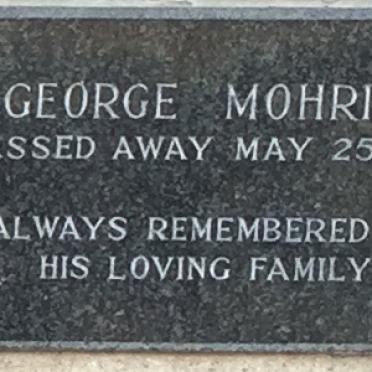 GEORGE MOHRI
SSED AWAY MAY 25
ALWAYS REMEMBERED
HIS LOVING FAMILY